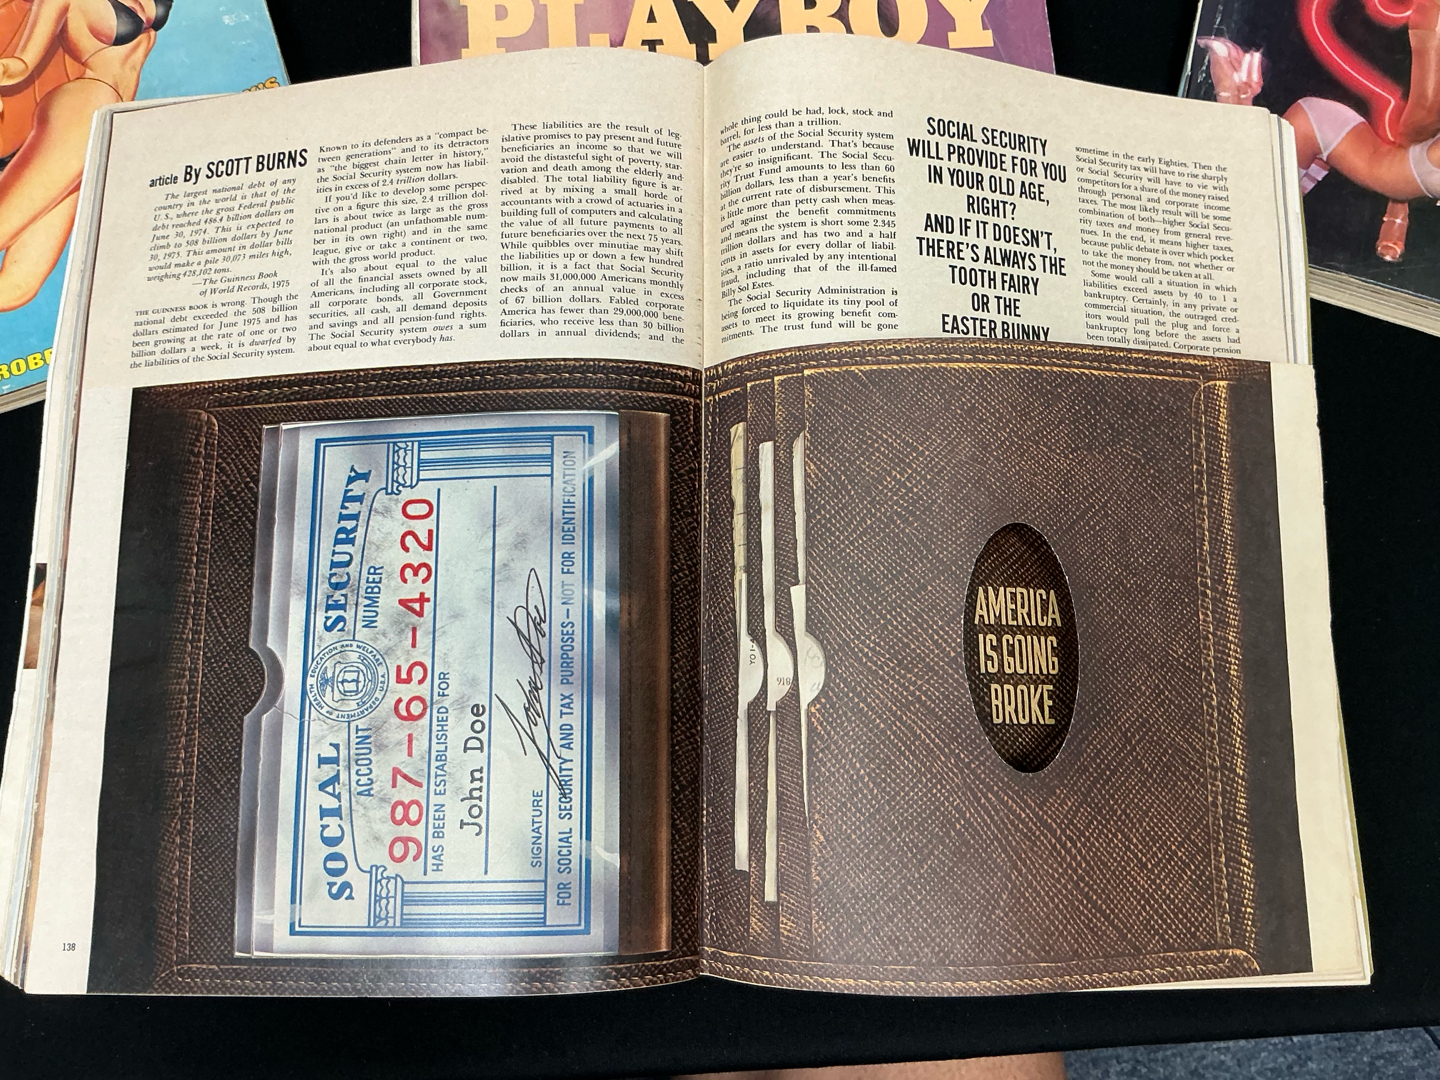 PLAYBOY
article By SCOTT BURNS
The largest national debt of any
country in the world is that of the
U. S., where the gross Federal public
debt reached 486.4 billion dollars on
June 30, 1974. This is expected to
climb to 508 billion dollars by June
30, 1975. This amount in dollar bills
would make a pile 30,073 miles high,
weighing 428,102 tons.
—The Guinness Book
of World Records, 1975
THE GUINNESS BOOK is wrong. Though the
national debt exceeded the 508 billion
dollars estimated for June 1975 and has
been growing at the rate of one or two
billion dollars a week, it is dwarfed by
the liabilities of the Social Security system.
Known to its defenders as a "compact be-
tween generations" and to its detractors
as "the biggest chain letter in history,"
the Social Security system now has liabil-
ities in excess of 2.4 trillion dollars.
If you'd like to develop some perspec-
tive on a figure this size, 2.4 trillion dol-
lars is about twice as large as the gross
national product (an unfathomable num-
ber in its own right) and in the same
league, give or take a continent or two,
with the gross world product.
It's also about equal to the value
of all the financial assets owned by all
Americans, including all corporate stock,
all corporate bonds, all Government
securities, all cash, all demand deposits
and savings and all pension-fund rights.
The Social Security system owes a sum
about equal to what everybody has.
These liabilities are the result of leg-
islative promises to pay present and future
beneficiaries an income so that we will
avoid the distasteful sight of poverty, star-
vation and death among the elderly and
disabled. The total liability figure is ar-
rived at by mixing a small horde of
accountants with a crowd of actuaries in a
building full of computers and calculating
the value of all future payments to all
future beneficiaries over the next 75 years.
While quibbles over minutiae may shift
the liabilities up or down a few hundred
billion, it is a fact that Social Security
now mails 31,000,000 Americans monthly
checks of an annual value in excess
of 67 billion dollars. Fabled corporate
America has fewer than 29,000,000 bene-
ficiaries, who receive less than 30 billion
dollars in annual dividends; and the
whole thing could be had, lock, stock and
barrel, for less than a trillion.
The assets of the Social Security system
are easier to understand. That's because
they're so insignificant. The Social Secu-
rity Trust Fund amounts to less than 60
billion dollars, less than a year's benefits
at the current rate of disbursement. This
is little more than petty cash when meas-
ured against the benefit commitments
and means the system is short some 2.345
trillion dollars and has two and a half
cents in assets for every dollar of liabil-
ities, a ratio unrivaled by any intentional
fraud, including that of the ill-famed
Billy Sol Estes.
The Social Security Administration is
being forced to liquidate its tiny pool of
assets to meet its growing benefit com-
mitments. The trust fund will be gone
SOCIAL SECURITY
WILL PROVIDE FOR YOU
IN YOUR OLD AGE,
RIGHT?
AND IF IT DOESN'T,
THERE'S ALWAYS THE
TOOTH FAIRY
OR THE
EASTER BUNNY
sometime in the early Eighties. Then the
Social Security tax will have to rise sharply
or Social Security will have to vie with
competitors for a share of the money raised
through personal and corporate income
taxes. The most likely result will be some
combination of both—higher Social Secu-
rity taxes and money from general reve-
nues. In the end, it means higher taxes,
because public debate is over which pocket
to take the money from, not whether or
not the money should be taken at all.
Some would call a situation in which
liabilities exceed assets by 40 to 1 a
bankruptcy. Certainly, in any private or
commercial situation, the outraged cred-
itors would pull the plug and force a
bankruptcy long before the assets had
been totally dissipated. Corporate pension
SOCIAL SECURITY
ACCOUNT NUMBER
DEPARTMENT OF HEALTH, EDUCATION AND WELFARE
U.S.A.
987-65-4320
HAS BEEN ESTABLISHED FOR
John Doe
John Doe
SIGNATURE
FOR SOCIAL SECURITY AND TAX PURPOSES—NOT FOR IDENTIFICATION
918
AMERICA
IS GOING
BROKE
138